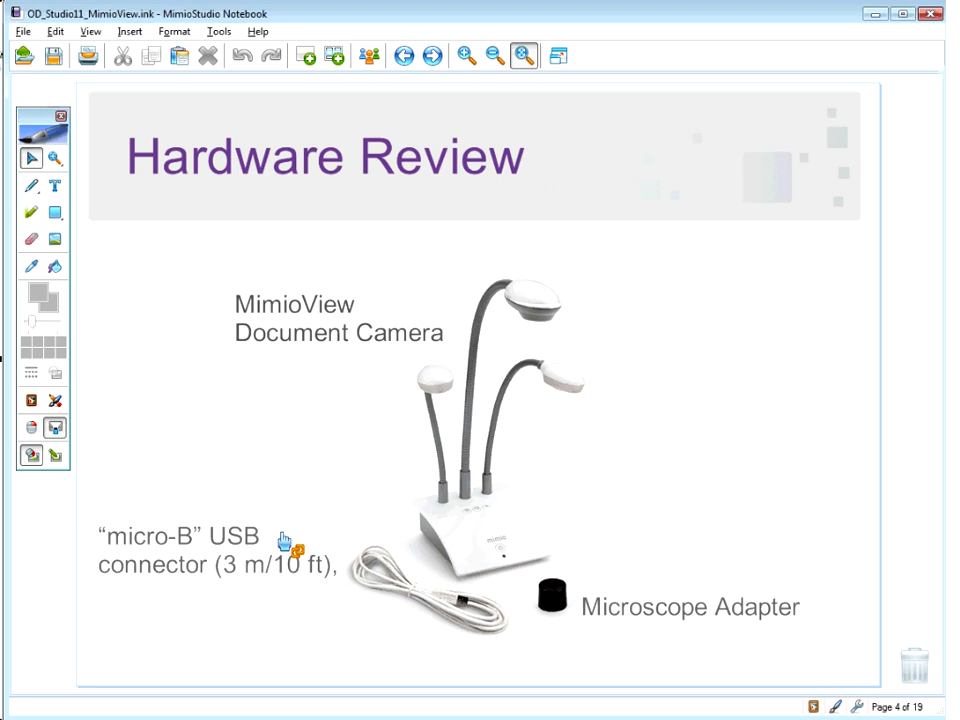 OD_Studio11_MimioView.ink - MimioStudio Notebook
File Edit View Insert Format Tools Help
Hardware Review
MimioView
Document Camera
“micro-B” USB
connector (3 m/10 ft),
mimio
Microscope Adapter
Page 4 of 19